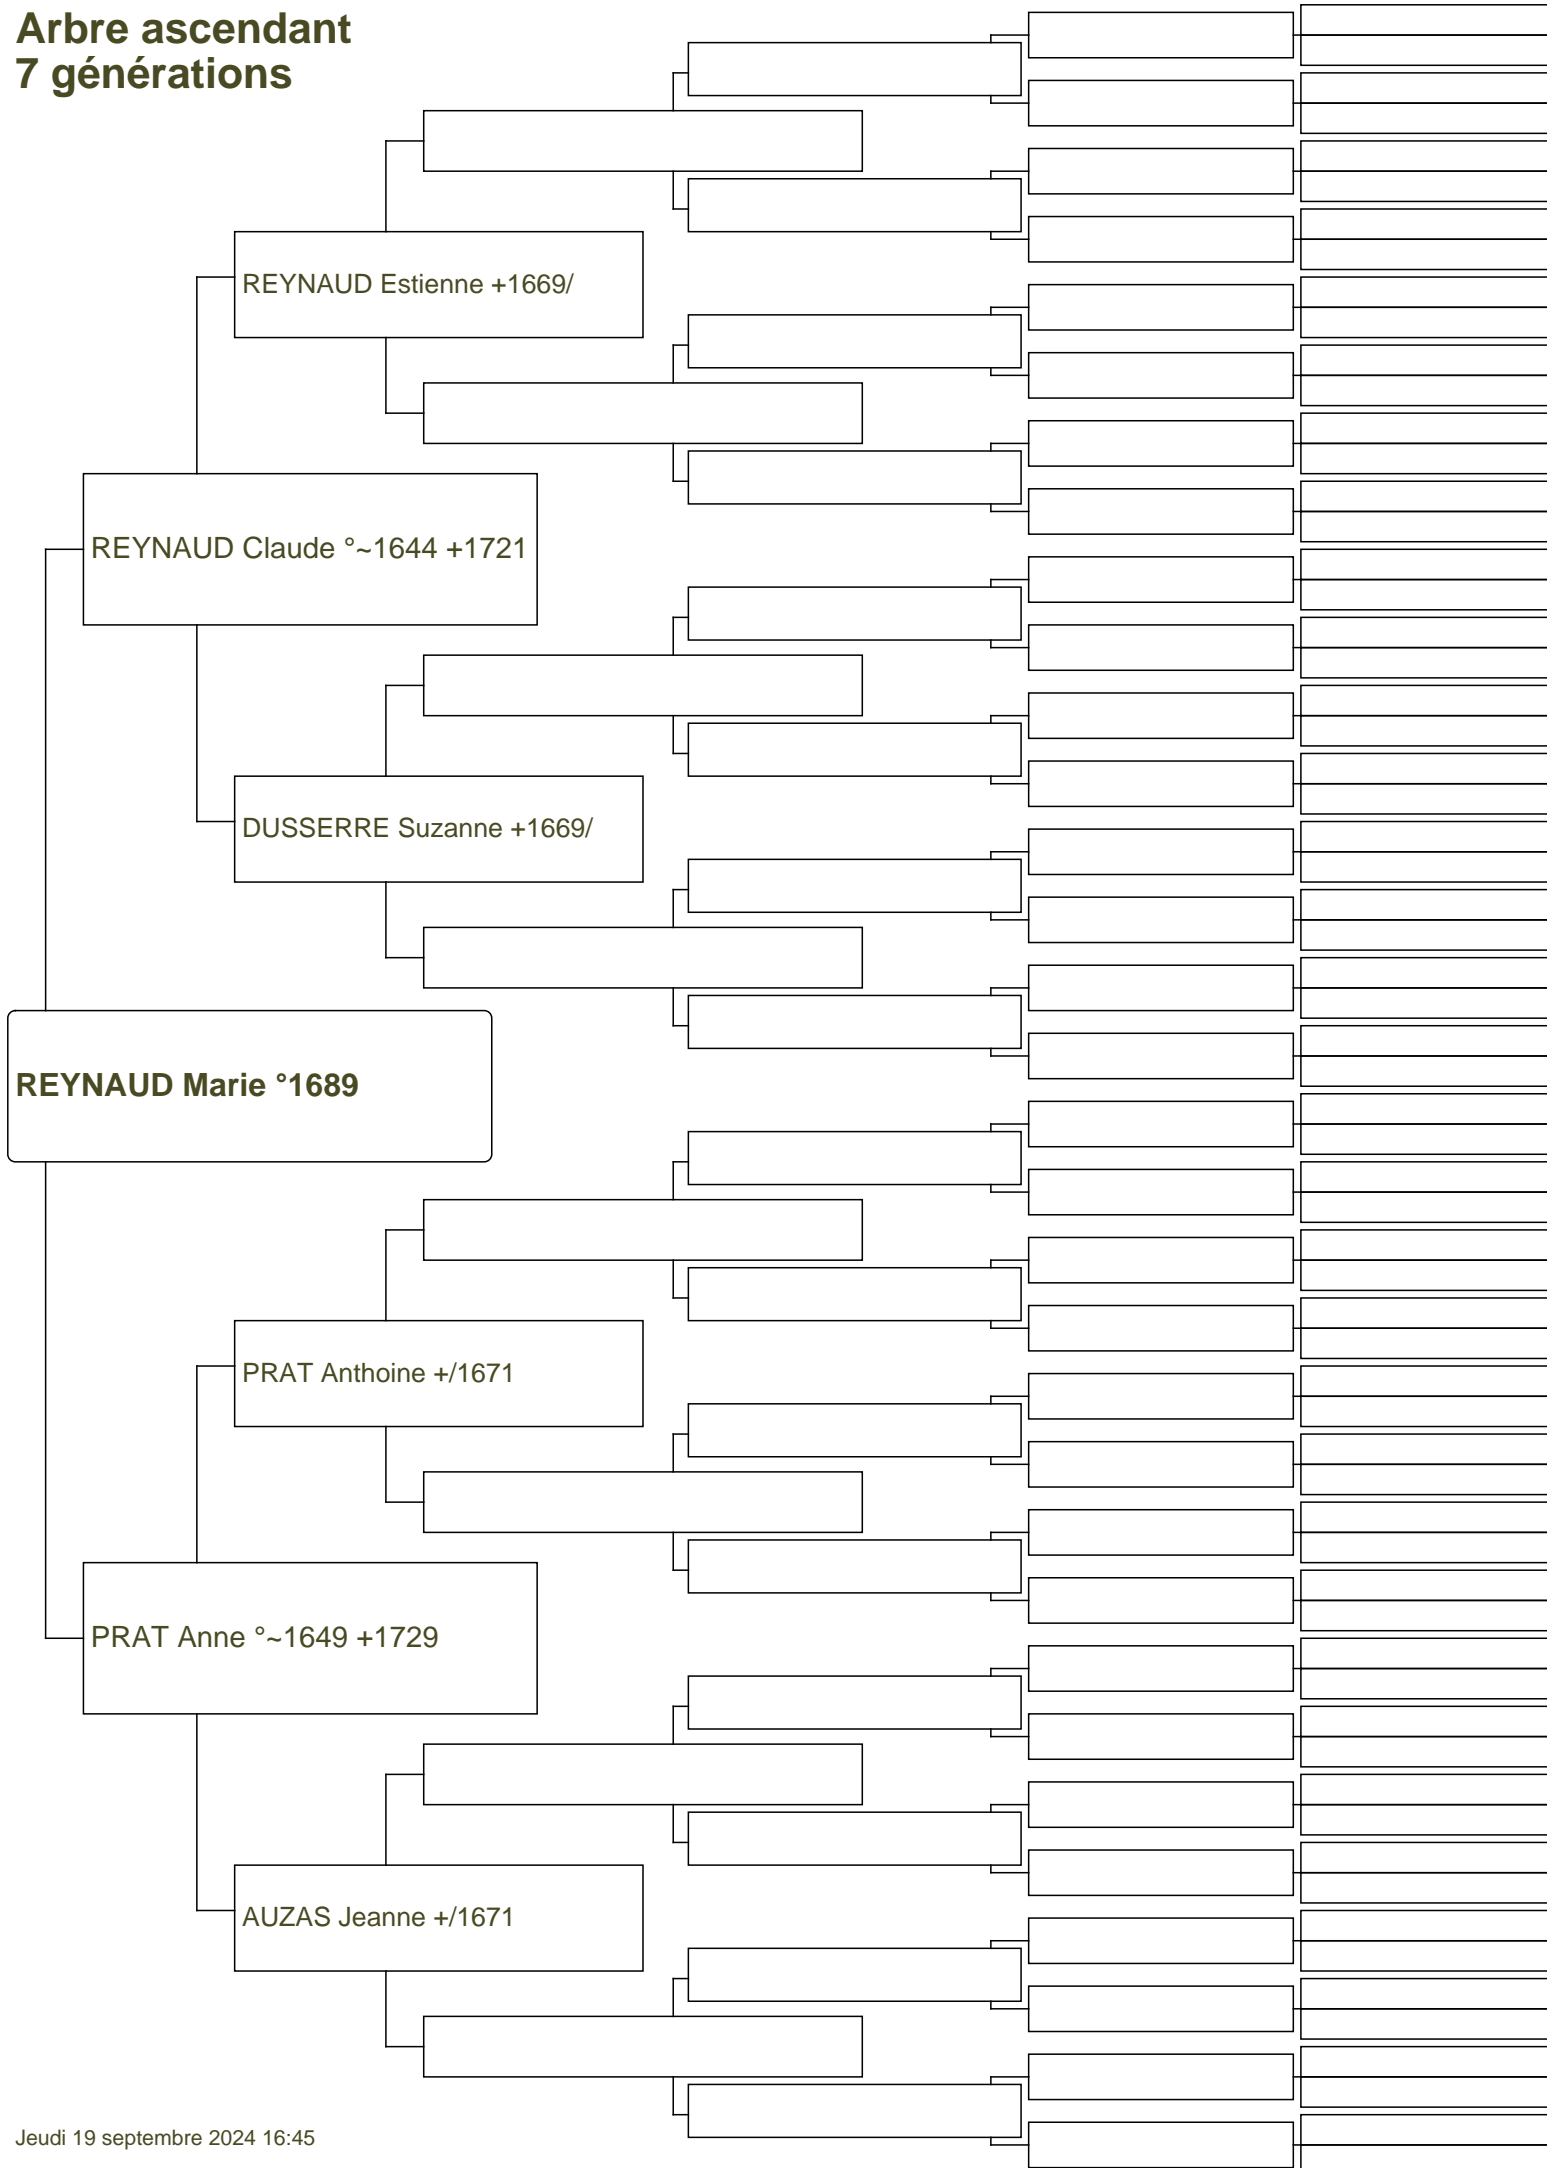 Arbre ascendant
7 générations
REYNAUD Estienne +1669/
REYNAUD Claude °~1644 +1721
DUSSERRE Suzanne +1669/
REYNAUD Marie °1689
PRAT Anthoine +/1671
PRAT Anne °~1649 +1729
AUZAS Jeanne +/1671
Jeudi 19 septembre 2024 16:45